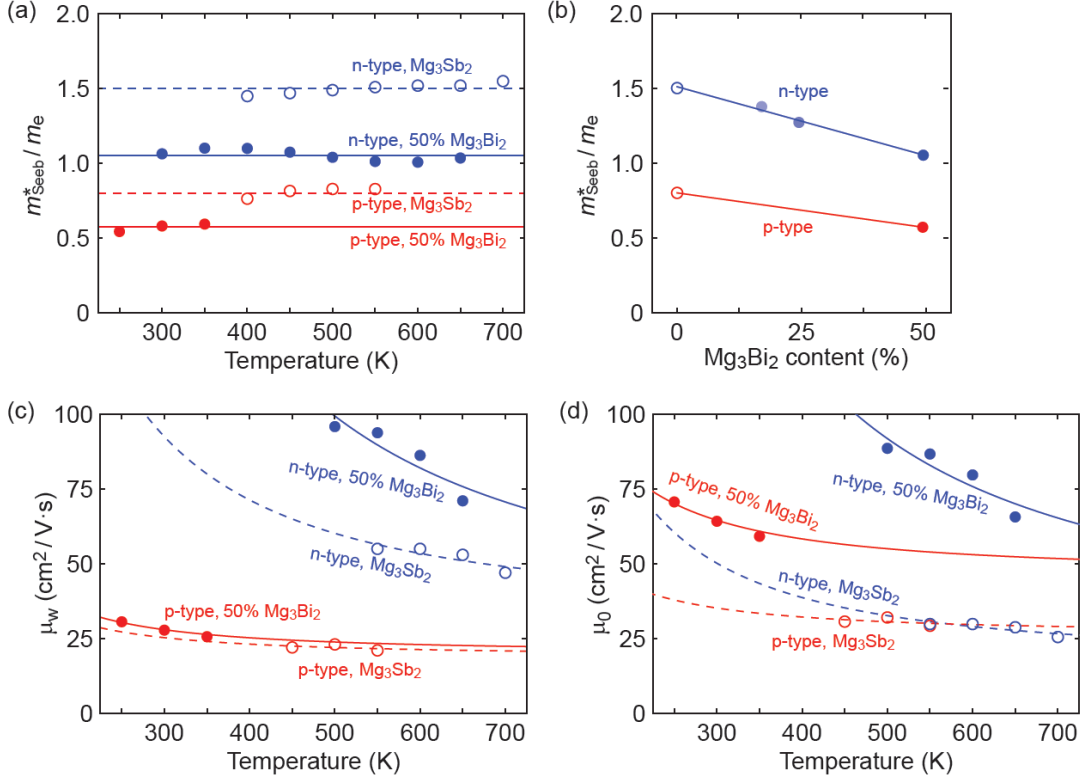 (a)
2.0
1.5
1.0
0.5
0
m*Seeb / me
n-type, Mg3Sb2
n-type, 50% Mg3Bi2
p-type, Mg3Sb2
p-type, 50% Mg3Bi2
300 400 500 600 700
Temperature (K)
(b)
2.0
1.5
1.0
0.5
0
m*Seeb / me
n-type
p-type
0 25 50
Mg3Bi2 content (%)
(c)
100
75
50
25
0
μw (cm2 / V·s)
n-type, 50% Mg3Bi2
n-type, Mg3Sb2
p-type, 50% Mg3Bi2
p-type, Mg3Sb2
300 400 500 600 700
Temperature (K)
(d)
100
75
50
25
0
μ0 (cm2 / V·s)
n-type, 50% Mg3Bi2
p-type, 50% Mg3Bi2
n-type, Mg3Sb2
p-type, Mg3Sb2
300 400 500 600 700
Temperature (K)